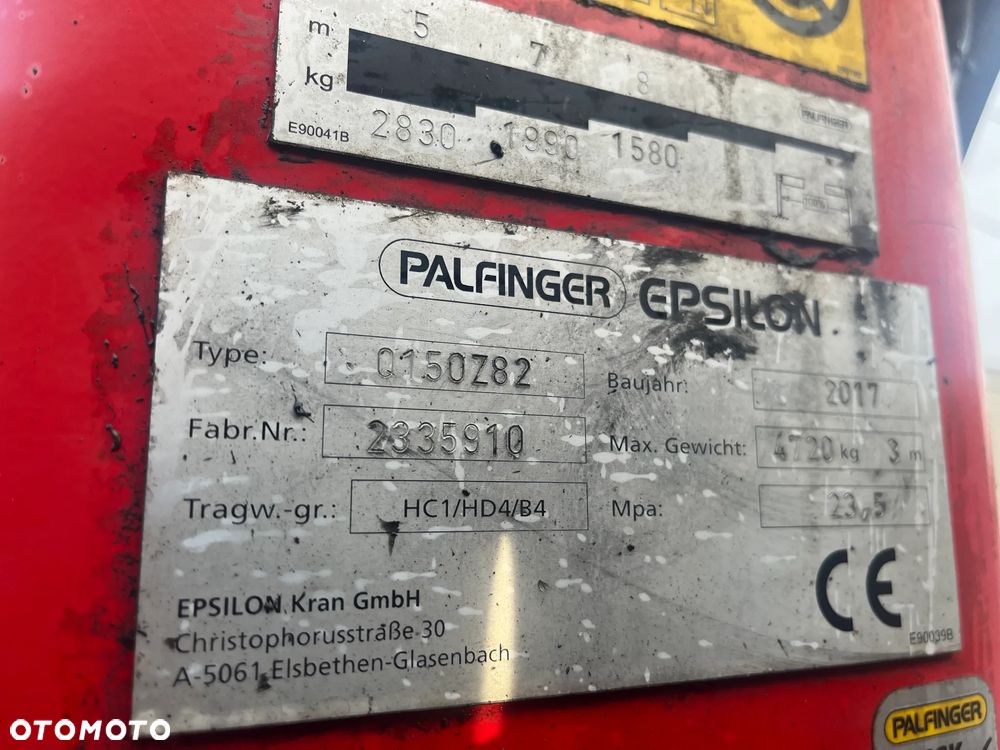 m 5 7 8
kg
PALFINGER
E90041B 2830 1990 1580
100%
PALFINGER EPSILON
Type: Q150Z82 Baujahr: 2017
Fabr.Nr.: 2335910 Max. Gewicht: 4720 kg 3 m
Tragw.-gr.: HC1/HD4/B4 Mpa: 23,5
CE
EPSILON Kran GmbH
Christophorusstraße 30
A-5061 Elsbethen-Glasenbach
E90039B
PALFINGER
OTOMOTO